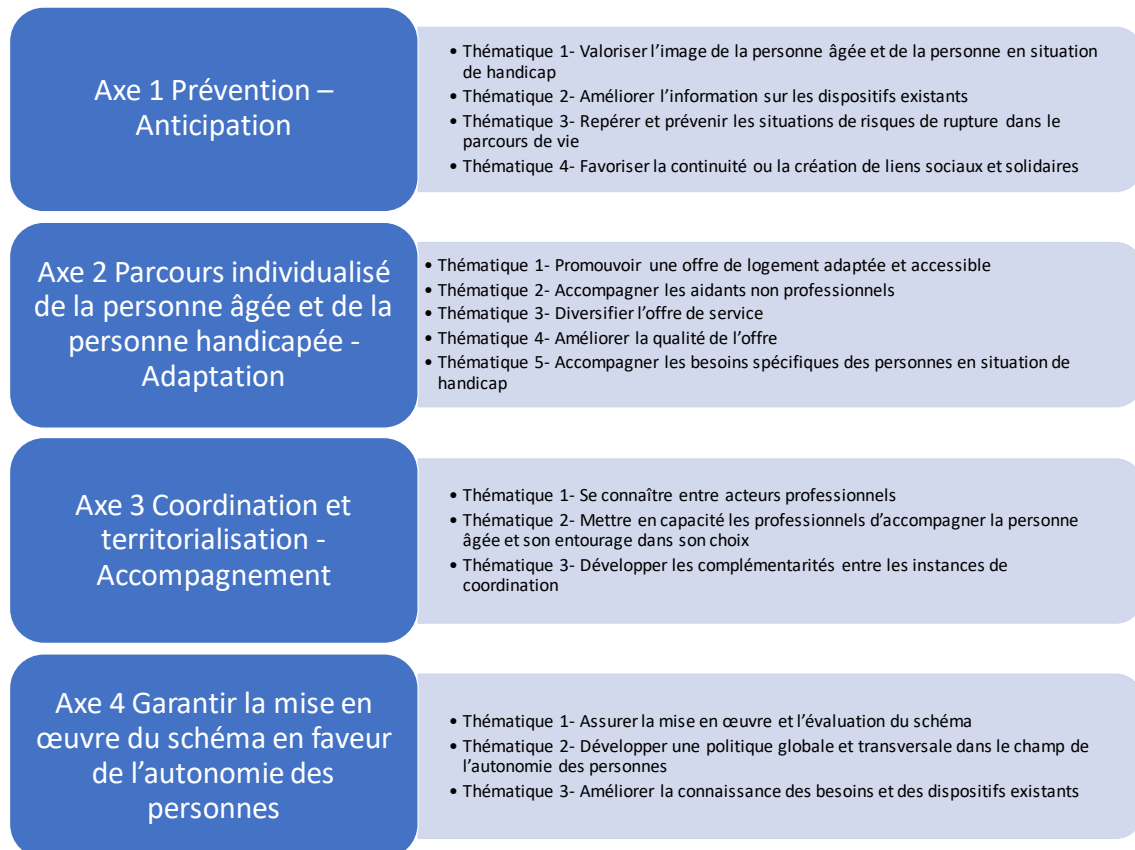 Axe 1 Prévention –
Anticipation
• Thématique 1- Valoriser l’image de la personne âgée et de la personne en situation
de handicap
• Thématique 2- Améliorer l’information sur les dispositifs existants
• Thématique 3- Repérer et prévenir les situations de risques de rupture dans le
parcours de vie
• Thématique 4- Favoriser la continuité ou la création de liens sociaux et solidaires
Axe 2 Parcours individualisé
de la personne âgée et de la
personne handicapée -
Adaptation
• Thématique 1- Promouvoir une offre de logement adaptée et accessible
• Thématique 2- Accompagner les aidants non professionnels
• Thématique 3- Diversifier l’offre de service
• Thématique 4- Améliorer la qualité de l’offre
• Thématique 5- Accompagner les besoins spécifiques des personnes en situation de
handicap
Axe 3 Coordination et
territorialisation -
Accompagnement
• Thématique 1- Se connaître entre acteurs professionnels
• Thématique 2- Mettre en capacité les professionnels d’accompagner la personne
âgée et son entourage dans son choix
• Thématique 3- Développer les complémentarités entre les instances de
coordination
Axe 4 Garantir la mise en
œuvre du schéma en faveur
de l’autonomie des
personnes
• Thématique 1- Assurer la mise en œuvre et l’évaluation du schéma
• Thématique 2- Développer une politique globale et transversale dans le champ de
l’autonomie des personnes
• Thématique 3- Améliorer la connaissance des besoins et des dispositifs existants